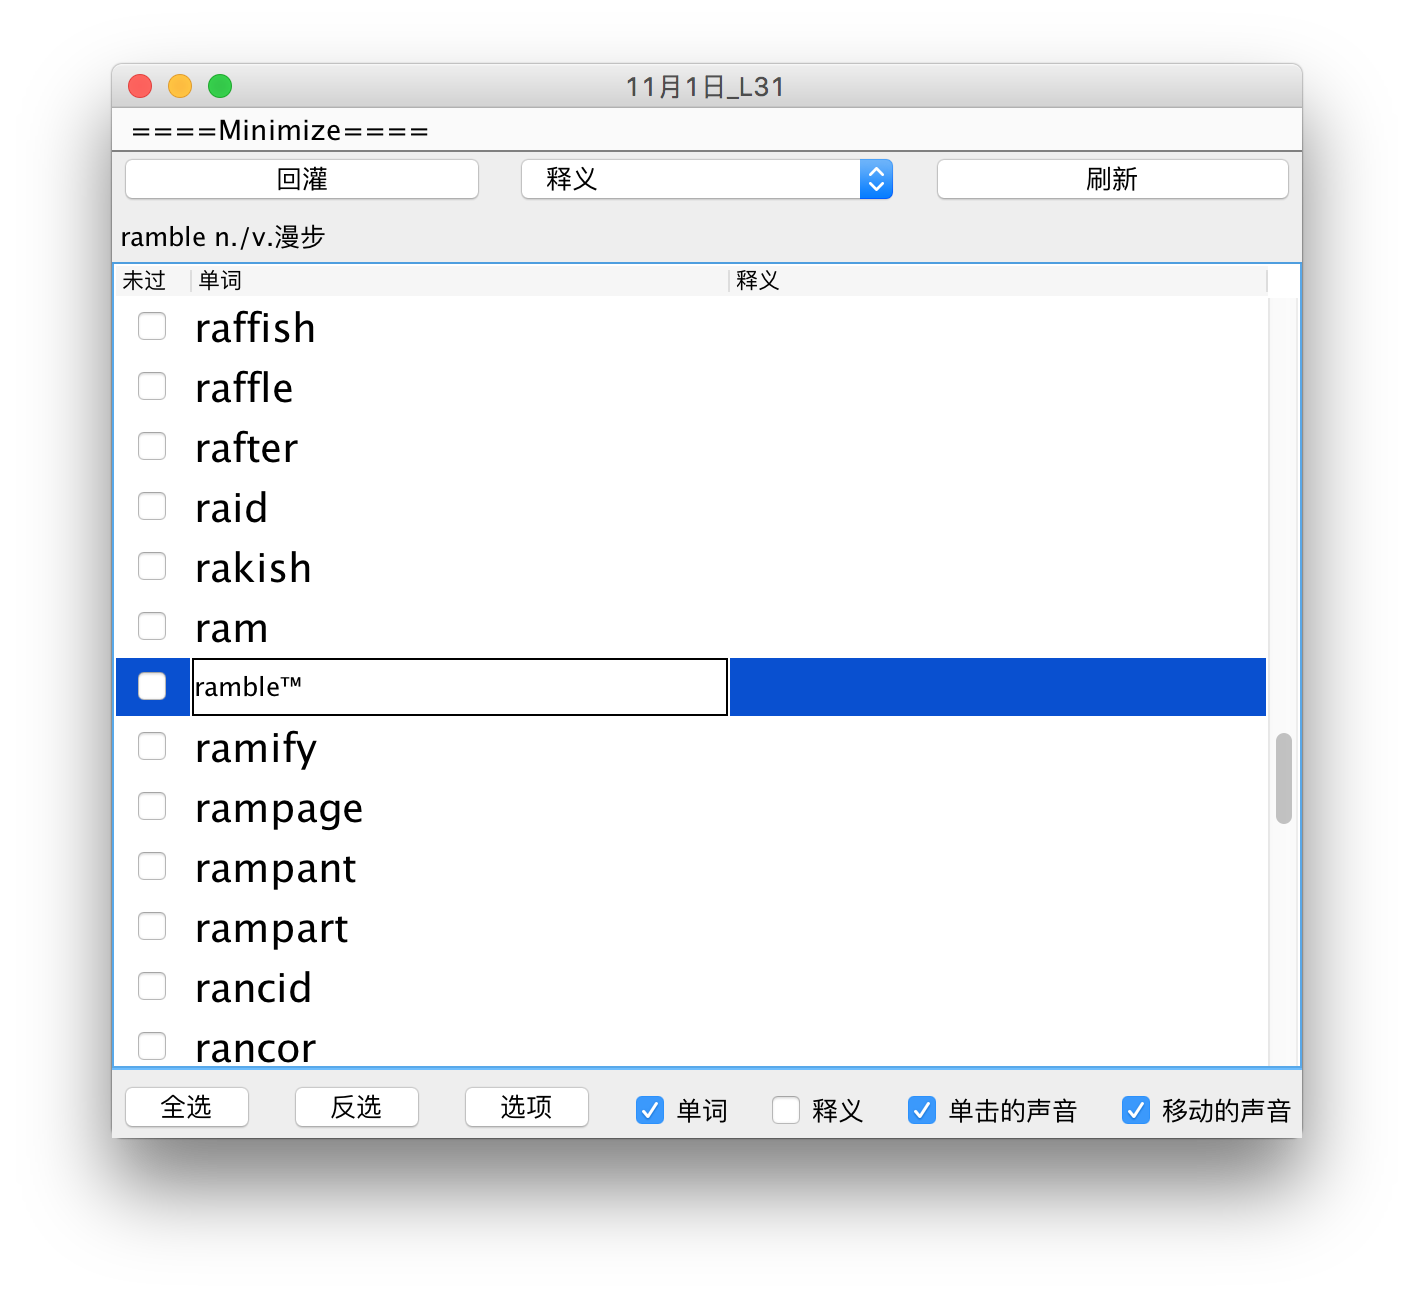 11月1日_L31
====Minimize====
回灌 释义 刷新
ramble n./v.漫步
未过 单词 释义
raffish
raffle
rafter
raid
rakish
ram
ramble™
ramify
rampage
rampant
rampart
rancid
rancor
全选 反选 选项 单词 释义 单击的声音 移动的声音